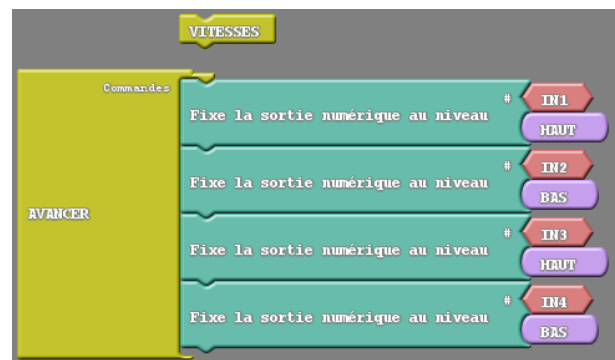 VITESSES
Commandes
# IN1
Fixe la sortie numérique au niveau
HAUT
# IN2
Fixe la sortie numérique au niveau
BAS
AVANCER
# IN3
Fixe la sortie numérique au niveau
HAUT
# IN4
Fixe la sortie numérique au niveau
BAS